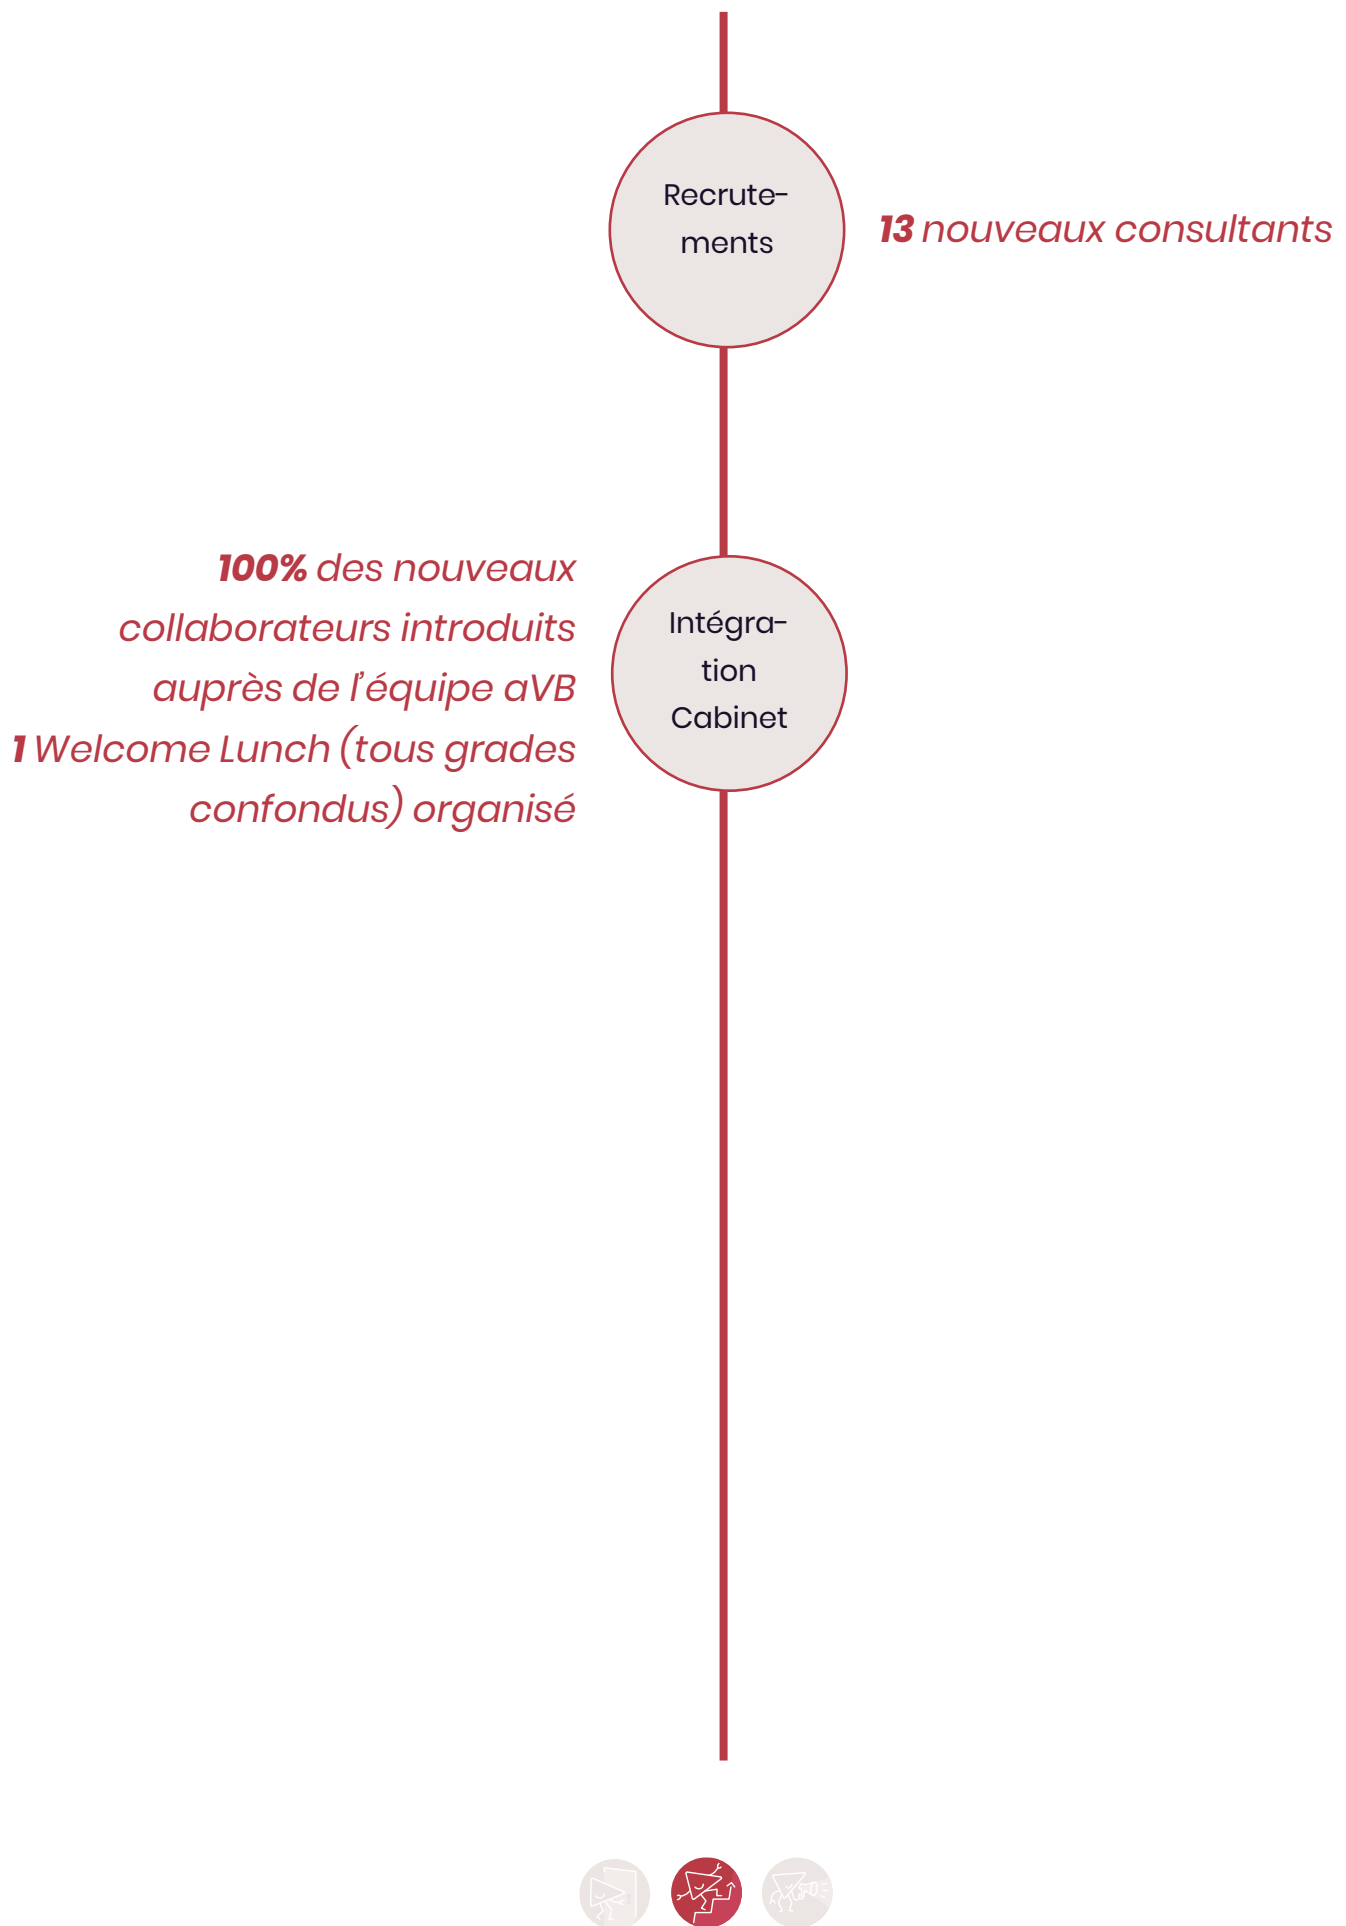 Recrute-
ments
13 nouveaux consultants
100% des nouveaux
collaborateurs introduits
auprès de l'équipe aVB
1 Welcome Lunch (tous grades
confondus) organisé
Intégra-
tion
Cabinet